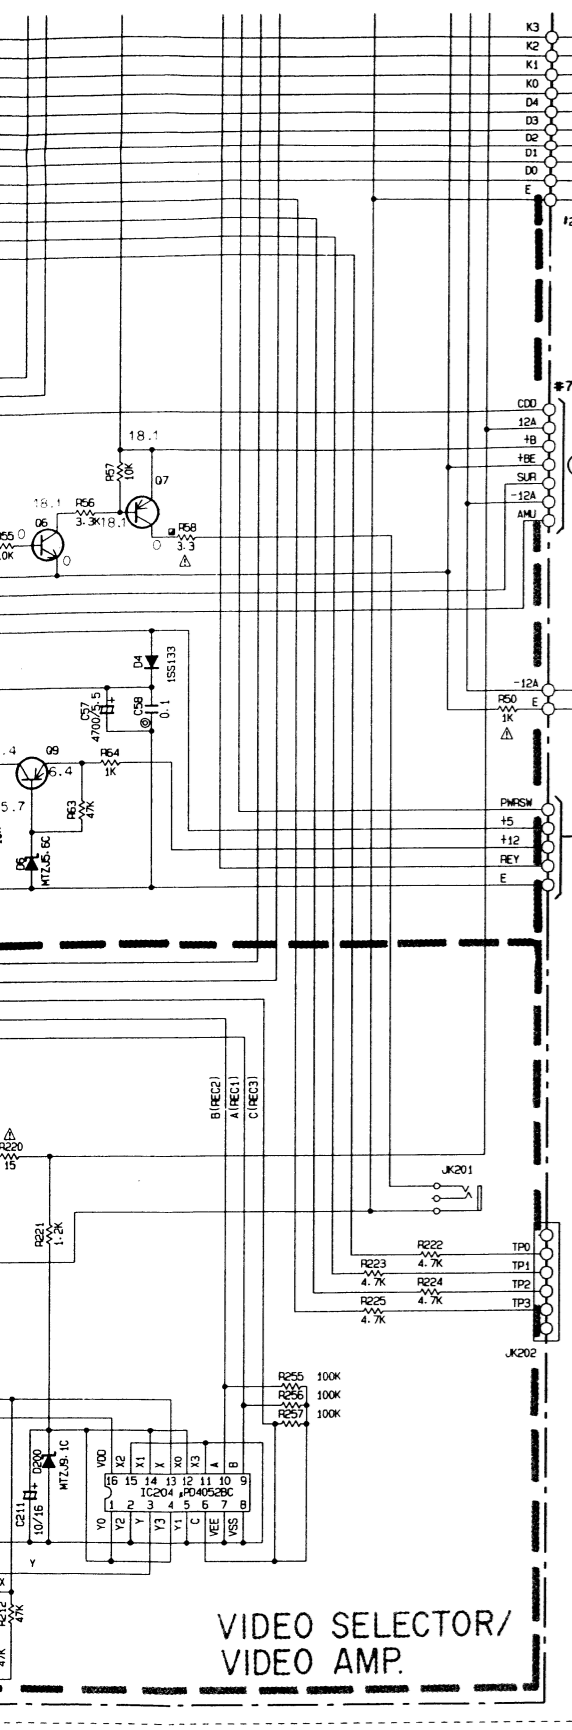 K3
K2
K1
K0
D4
D3
D2
D1
D0
E
#7
CDD
12A
+B
+BE
SUR
-12A
AMU
18.1
R57
10K
Q7
18.1
R56
3.3K
18.1
Q6
0
0
0
R58
3.3
D4
1SS133
C57
4700/5.5
C58
0.1
-12A
R50
E
1K
Q9
6.4
R64
1K
5.7
R63
47K
D6
MTZJ5.6C
PWRSW
+5
+12
REY
E
B(REC2)
A(REC1)
C(REC3)
R220
15
JK201
R221
1.2K
R222
4.7K
TP0
R223
4.7K
TP1
R224
4.7K
TP2
R225
4.7K
TP3
JK202
R255 100K
R256 100K
R257 100K
D200
MTZJ9.1C
C211
10/16
VDD X2 X1 X X0 X3 A B
16 15 14 13 12 11 10 9
IC204 µPD4052BC
1 2 3 4 5 6 7 8
Y0 Y2 Y Y3 Y1 C VEE VSS
Y
X
R212
47K
47K
VIDEO SELECTOR/
VIDEO AMP.